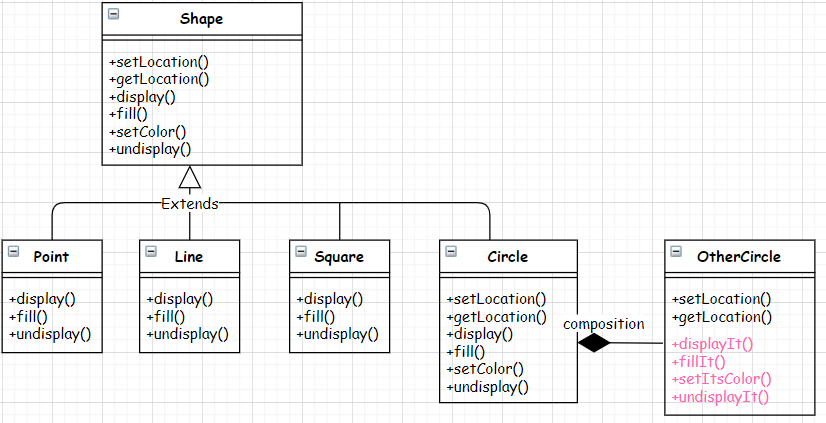 Shape
+setLocation()
+getLocation()
+display()
+fill()
+setColor()
+undisplay()
Extends
Point
+display()
+fill()
+undisplay()
Line
+display()
+fill()
+undisplay()
Square
+display()
+fill()
+undisplay()
Circle
+setLocation()
+getLocation()
+display()
+fill()
+setColor()
+undisplay()
composition
OtherCircle
+setLocation()
+getLocation()
+displayIt()
+fillIt()
+setItsColor()
+undisplayIt()